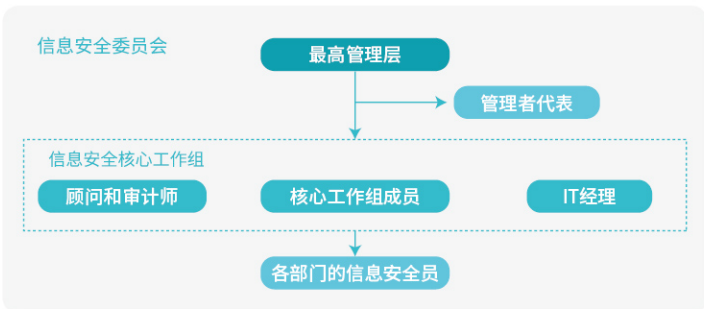 信息安全委员会
最高管理层
管理者代表
信息安全核心工作组
顾问和审计师
核心工作组成员
IT经理
各部门的信息安全员